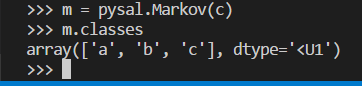 >>> m = pysal.Markov(c)
>>> m.classes
array(['a', 'b', 'c'], dtype='<U1')
>>>